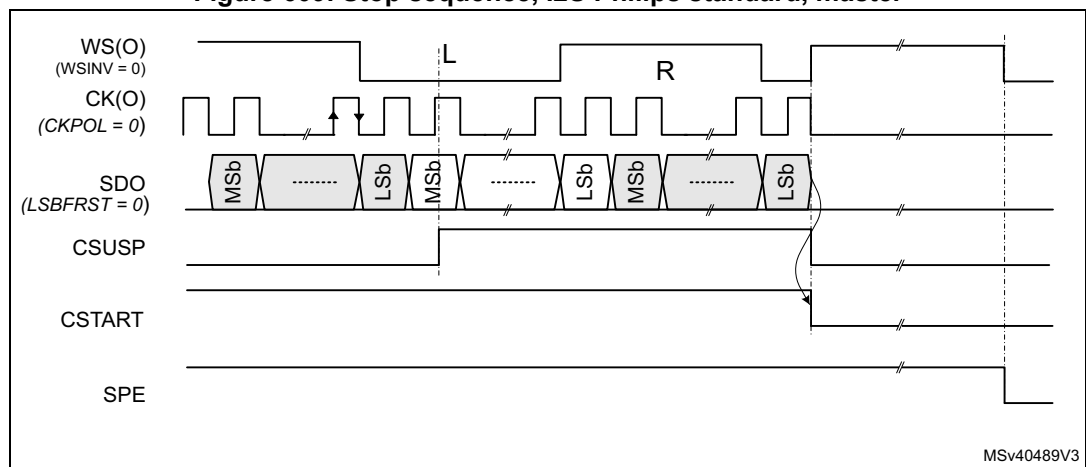 Figure Stop sequence, I2S Philips standard, master
WS(O)
(WSINV = 0)
L
R
CK(O)
(CKPOL = 0)
SDO
(LSBFRST = 0)
MSb -------- LSb MSb -------- LSb MSb -------- LSb
CSUSP
CSTART
SPE
MSv40489V3